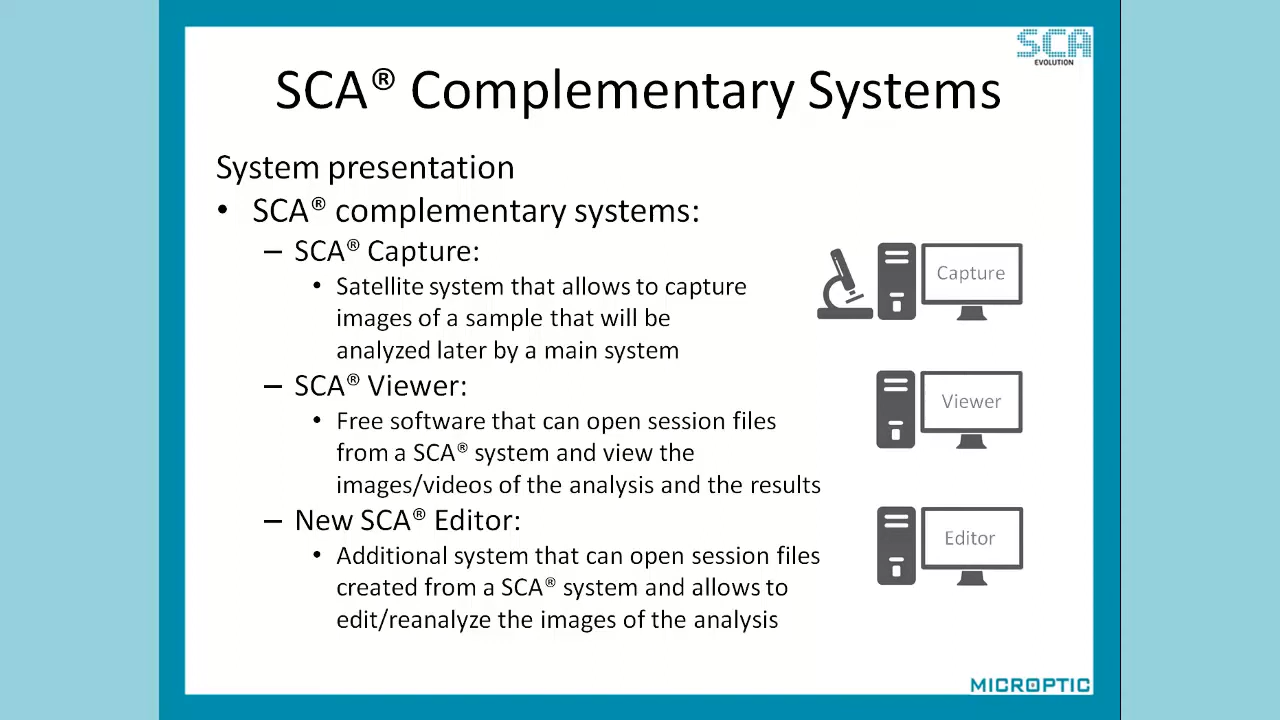 SCA
EVOLUTION
SCA® Complementary Systems
System presentation
• SCA® complementary systems:
– SCA® Capture:
• Satellite system that allows to capture
images of a sample that will be
analyzed later by a main system
Capture
– SCA® Viewer:
• Free software that can open session files
from a SCA® system and view the
images/videos of the analysis and the results
Viewer
– New SCA® Editor:
• Additional system that can open session files
created from a SCA® system and allows to
edit/reanalyze the images of the analysis
Editor
MICROPTIC